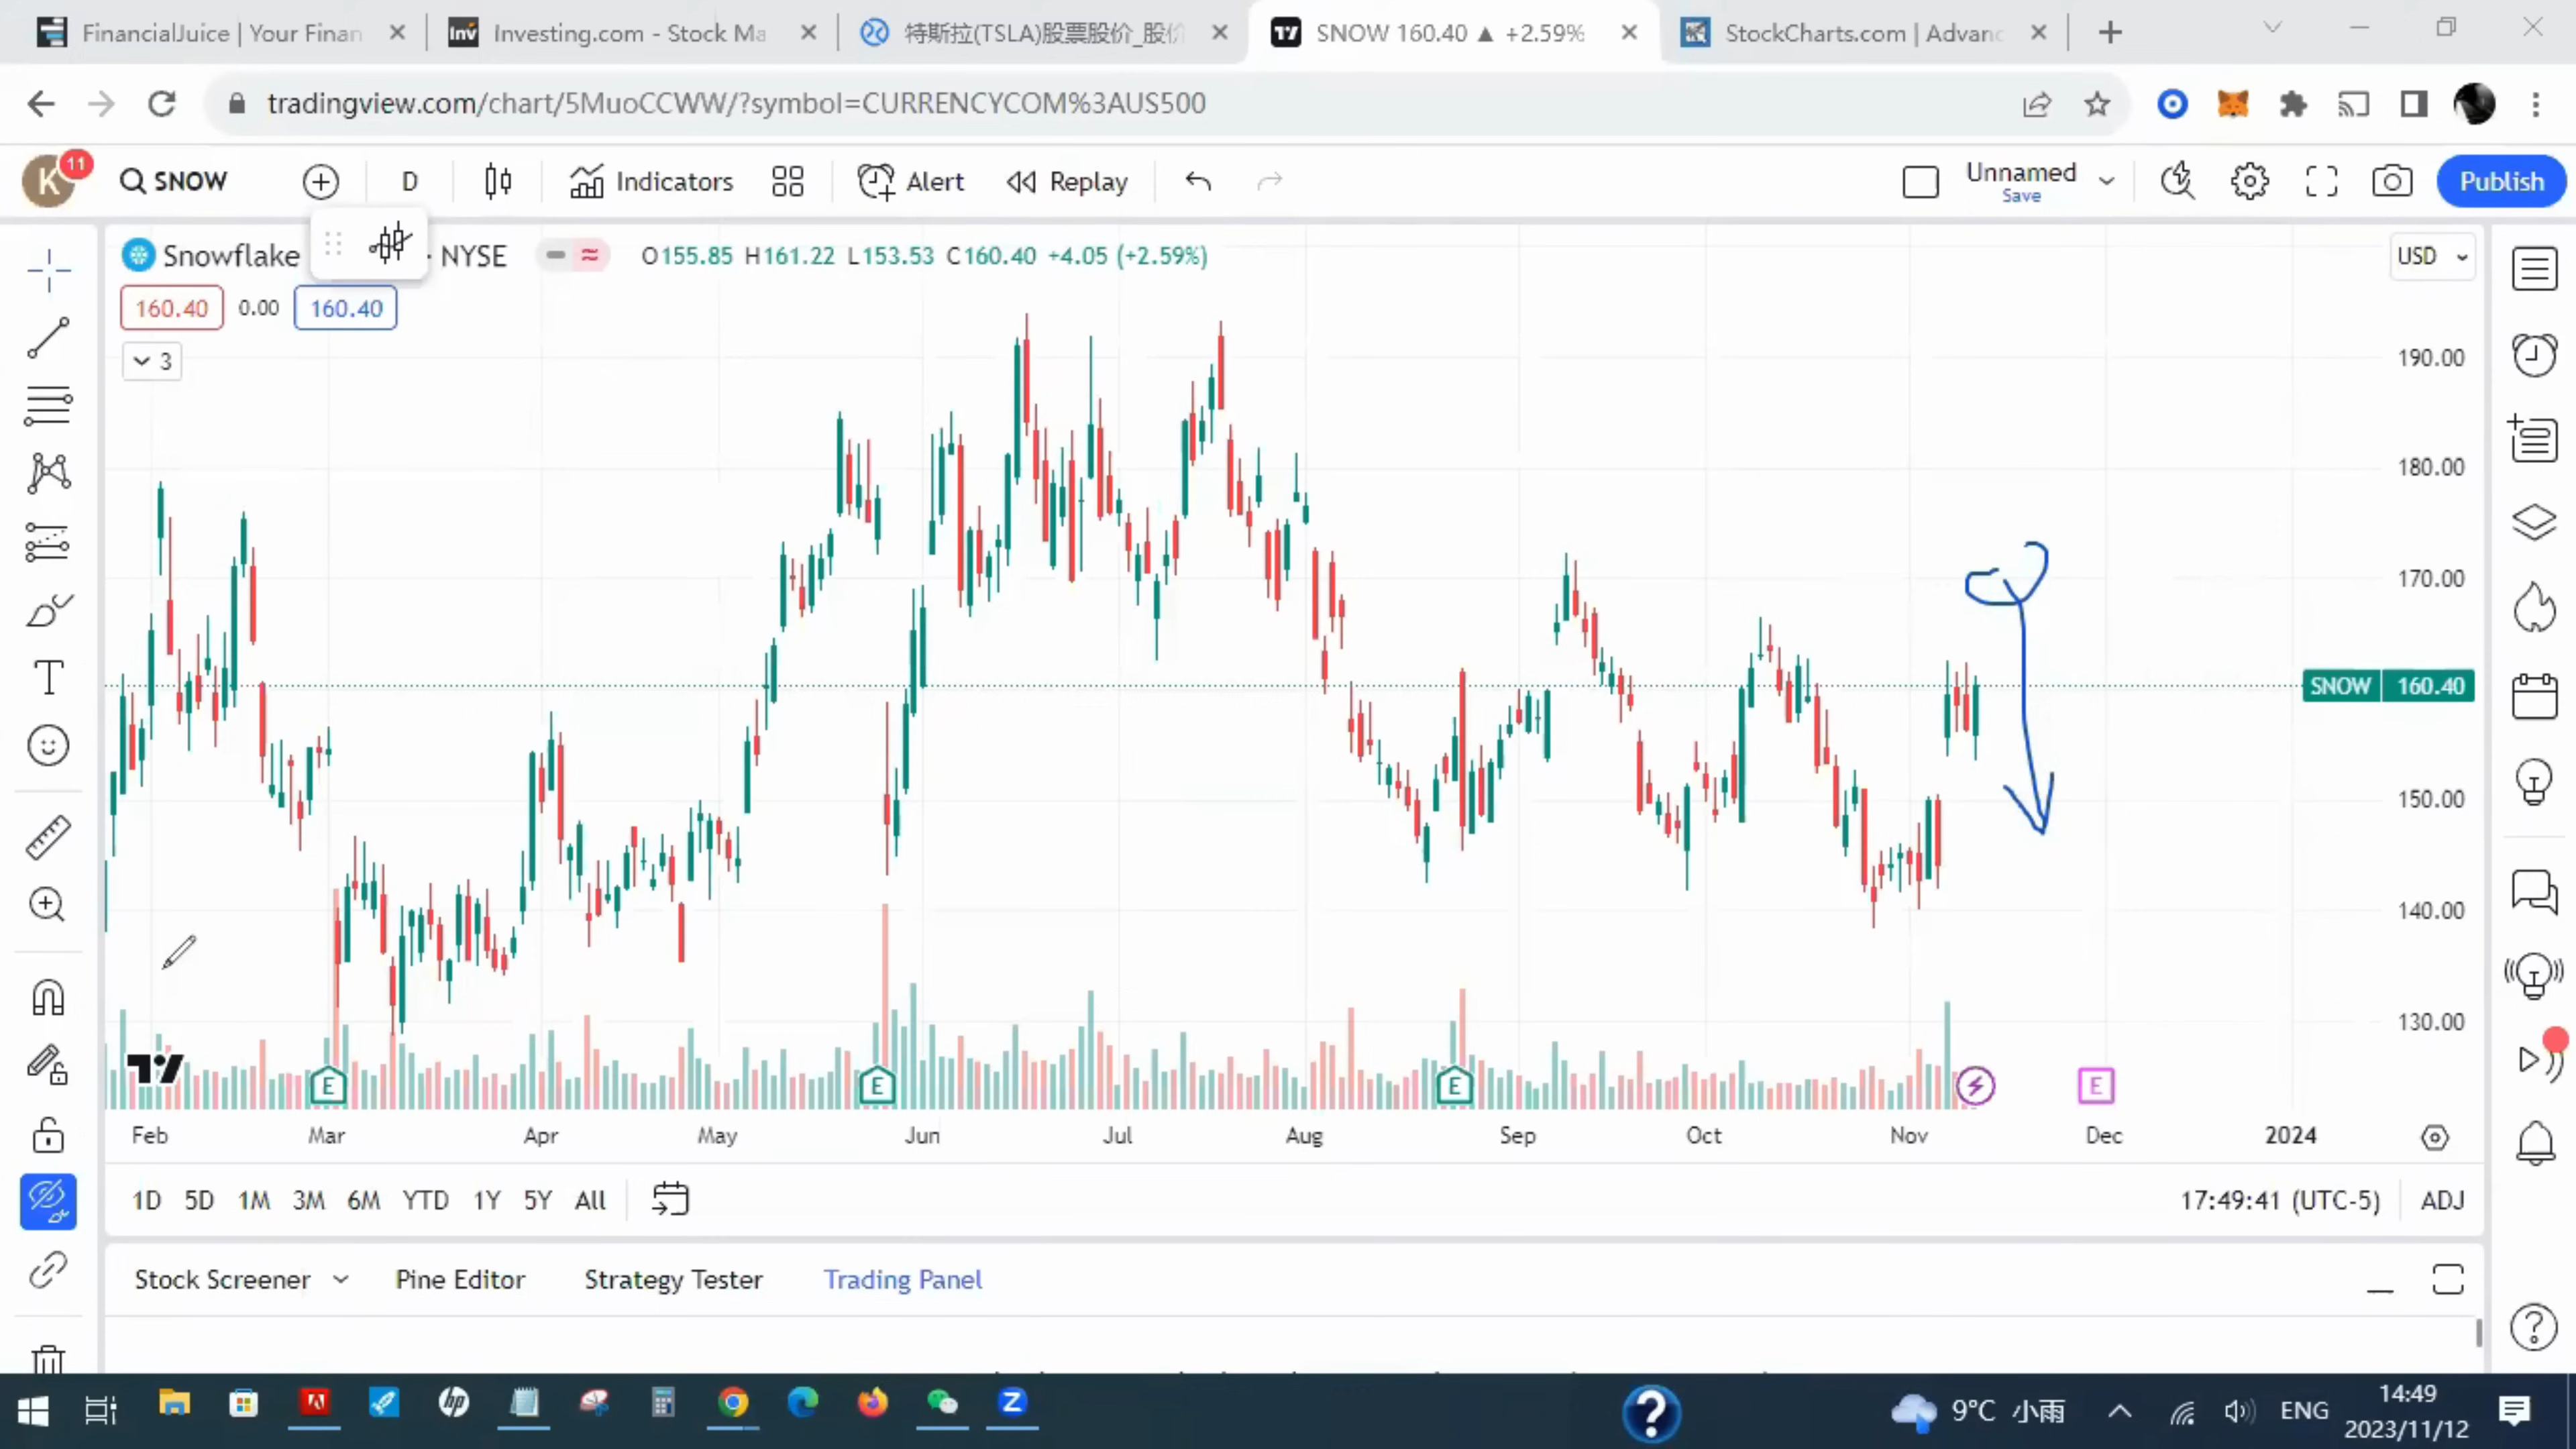 FinancialJuice | Your Finan
Investing.com - Stock Ma
特斯拉(TSLA)股票股价_股价
SNOW 160.40 ▲ +2.59%
StockCharts.com | Advanc
tradingview.com/chart/5MuoCCWW/?symbol=CURRENCYCOM%3AUS500
K 11 SNOW D Indicators Alert Replay Unnamed Save Publish
Snowflake · NYSE O155.85 H161.22 L153.53 C160.40 +4.05 (+2.59%) USD
160.40 0.00 160.40
3
190.00
180.00
170.00
SNOW 160.40
150.00
140.00
130.00
E E E E
Feb Mar Apr May Jun Jul Aug Sep Oct Nov Dec 2024
1D 5D 1M 3M 6M YTD 1Y 5Y All 17:49:41 (UTC-5) ADJ
Stock Screener Pine Editor Strategy Tester Trading Panel
9°C 小雨 ENG 14:49
2023/11/12